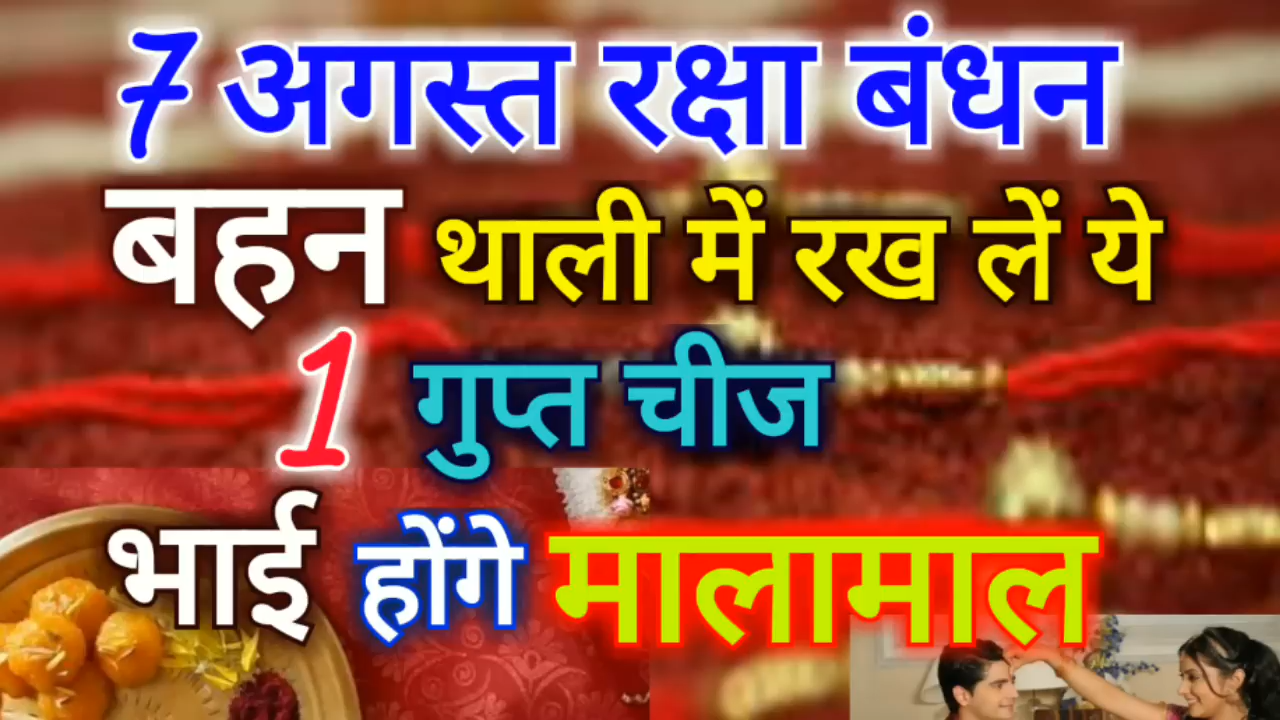 7 अगस्त रक्षा बंधन
बहन थाली में रख लें ये
1 गुप्त चीज
भाई होंगे मालामाल